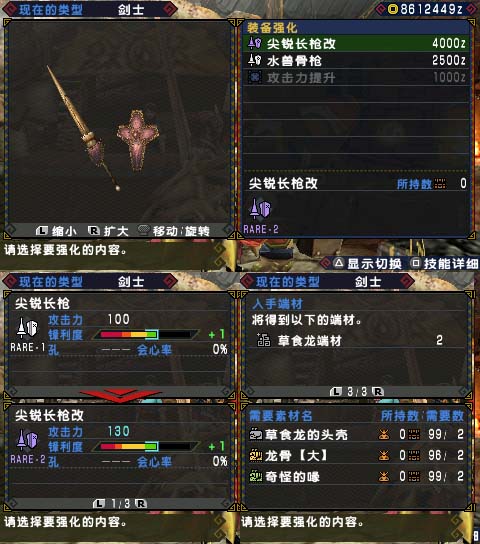 现在的类型 剑士
8612449z
装备强化
尖锐长枪改 4000z
水兽骨枪 2500z
攻击力提升 1000z
尖锐长枪改 所持数 0
RARE-2
L 缩小 R 扩大 移动/旋转
请选择要强化的内容。
△显示切换 □技能详细
现在的类型 剑士
尖锐长枪
攻击力 100
锋利度 +1
RARE-1 孔 --- 会心率 0%
尖锐长枪改
攻击力 130
锋利度 +1
RARE-2 孔 --- 会心率 0%
L 1/3 R
请选择要强化的内容。
现在的类型 剑士
入手端材
将得到以下的端材。
草食龙端材 2
L 3/3 R
需要素材名 所持数/需要数
草食龙的头壳 0 99/ 2
龙骨【大】 0 96/ 2
奇怪的喙 0 99/ 2
请选择要强化的内容。